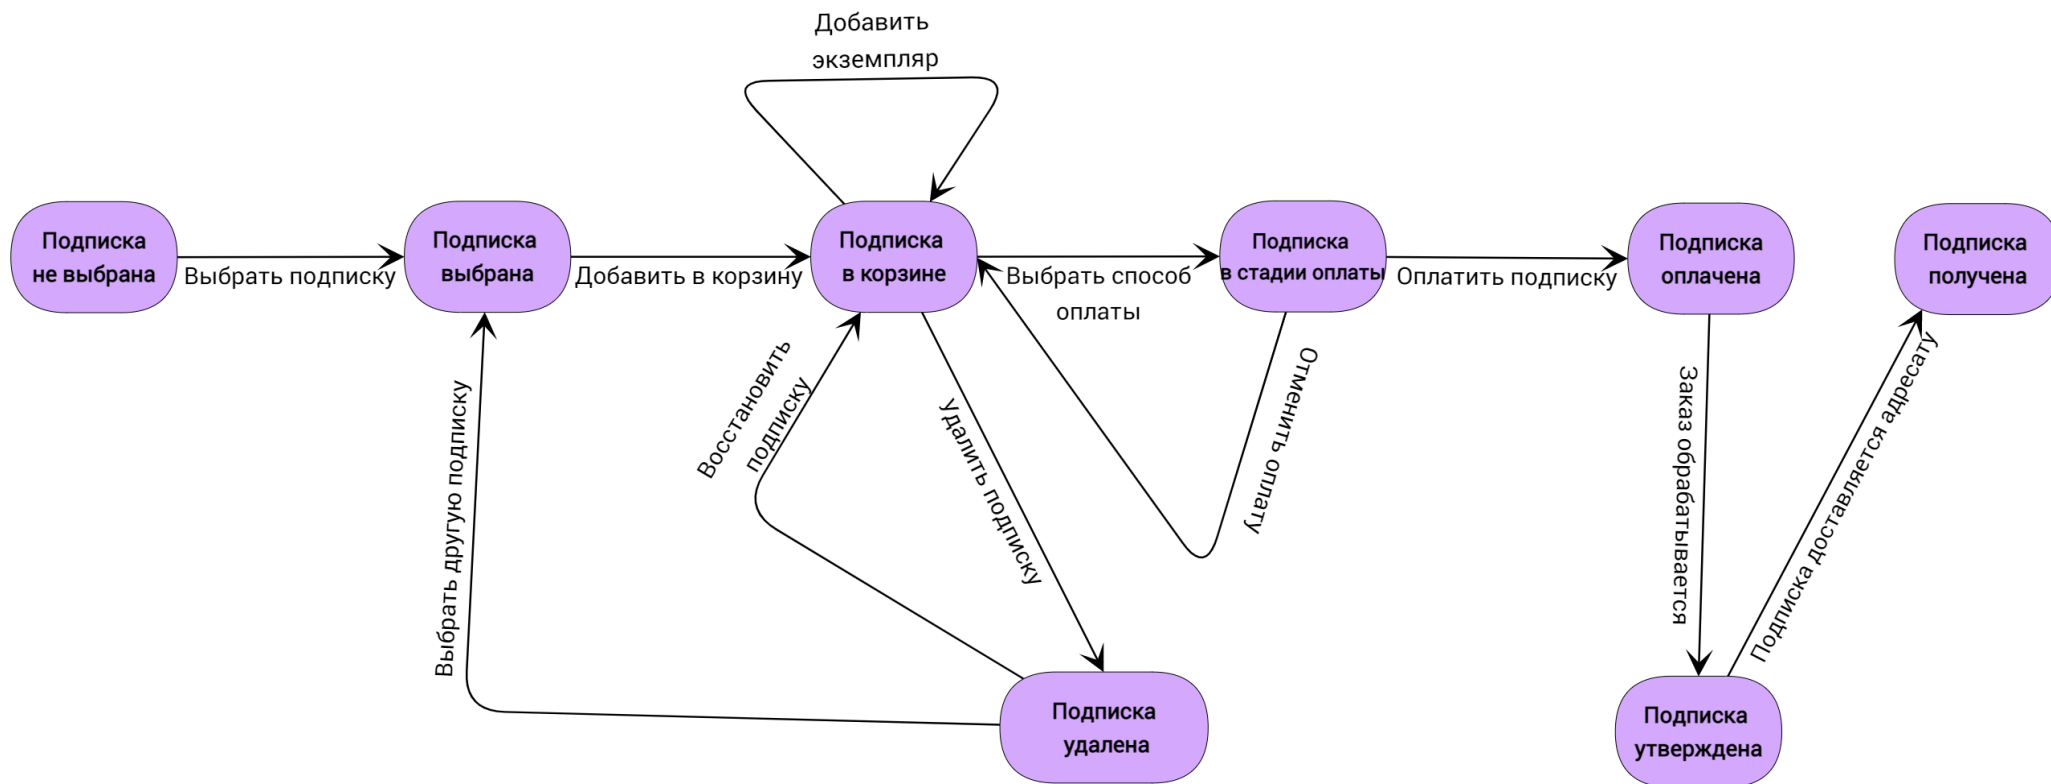 Добавить
экземпляр
Подписка
не выбрана
Выбрать подписку
Подписка
выбрана
Добавить в корзину
Подписка
в корзине
Выбрать способ
оплаты
Подписка
в стадии оплаты
Оплатить подписку
Подписка
оплачена
Подписка
получена
Выбрать другую подписку
Восстановить
подписку
Удалить подписку
Отменить оплату
Заказ обрабатывается
Подписка доставляется адресату
Подписка
удалена
Подписка
утверждена